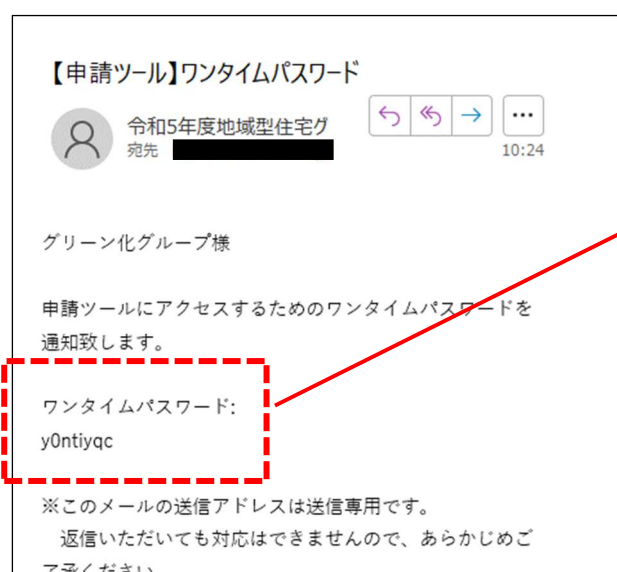 【申請ツール】ワンタイムパスワード
令和5年度地域型住宅グ
宛先
10:24
グリーン化グループ様
申請ツールにアクセスするためのワンタイムパスワードを
通知致します。
ワンタイムパスワード:
y0ntiyqc
※このメールの送信アドレスは送信専用です。
返信いただいても対応はできませんので、あらかじめご
了承ください